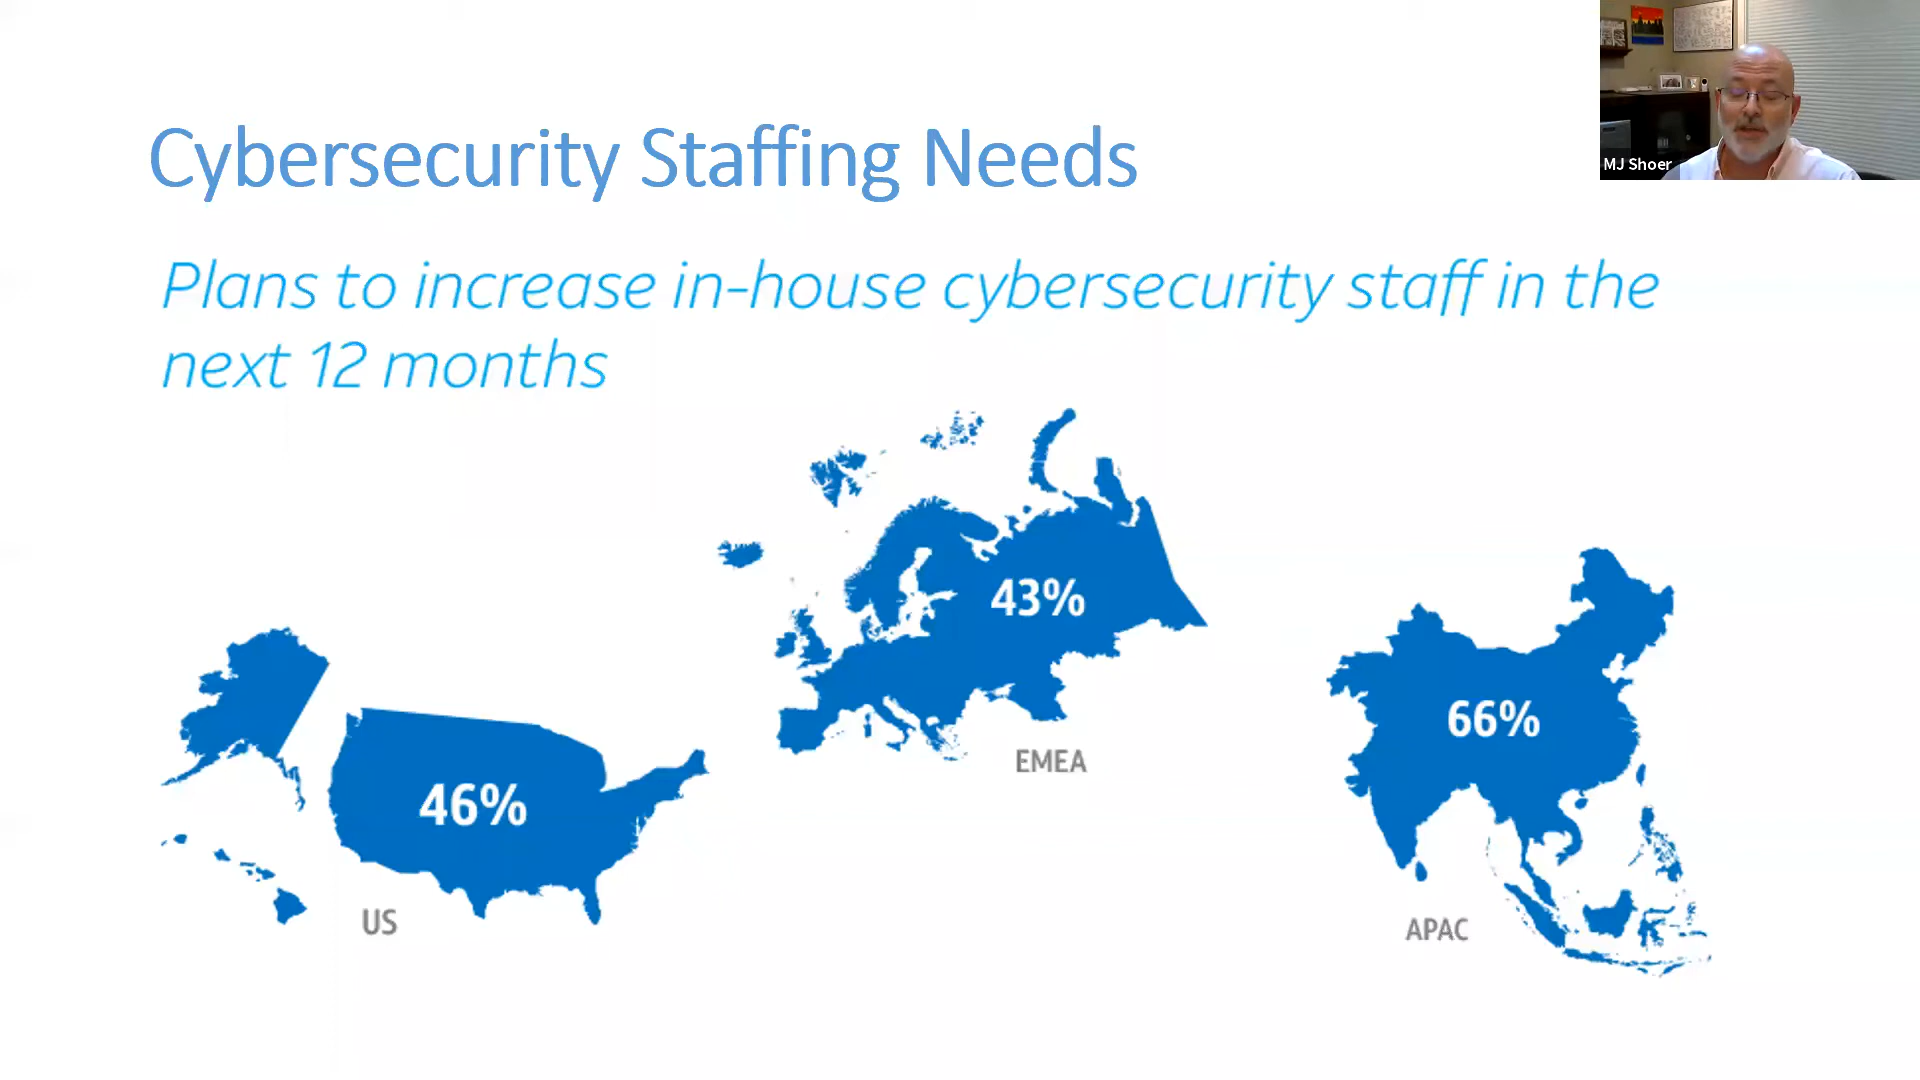 Cybersecurity Staffing Needs
MJ Shoer
Plans to increase in-house cybersecurity staff in the
next 12 months
43%
EMEA
66%
46%
US
APAC